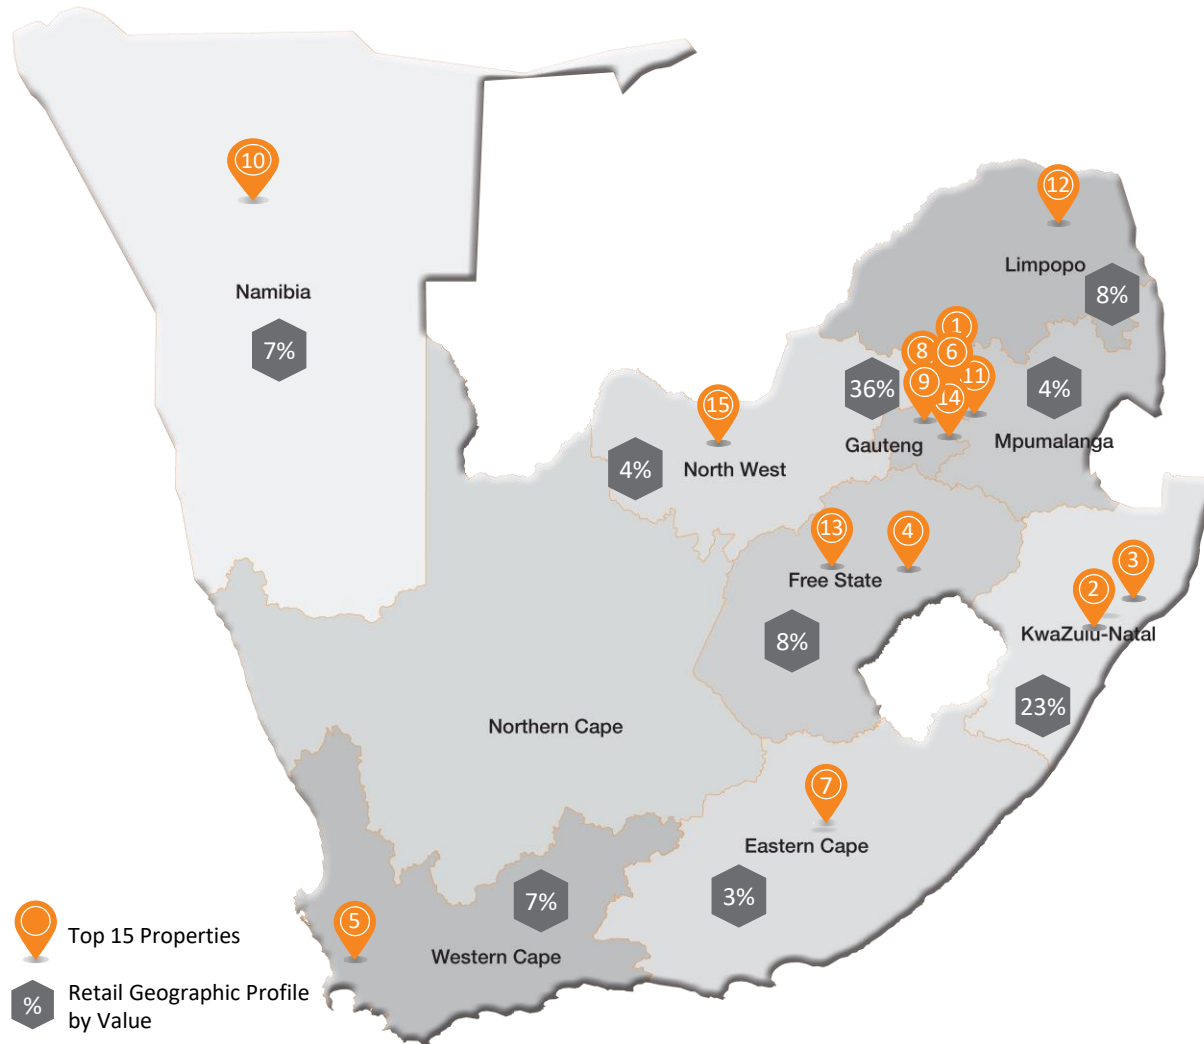 10
12
Limpopo
Namibia
8%
7%
1
8
6
36%
9
11
4%
14
15
Gauteng
Mpumalanga
4%
North West
13
4
3
Free State
2
KwaZulu-Natal
8%
23%
Northern Cape
7
Eastern Cape
7%
3%
5
Top 15 Properties
Western Cape
%
Retail Geographic Profile
by Value